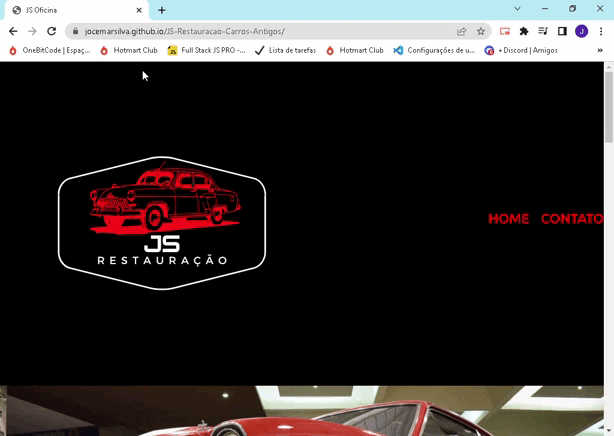 JS Oficina
jocemarsilva.github.io/JS-Restauracao-Carros-Antigos/
J
OneBitCode | Espaç... Hotmart Club Full Stack JS PRO -... Lista de tarefas Hotmart Club Configurações de u... • Discord | Amigos »
HOME CONTATO
JS
RESTAURAÇÃO